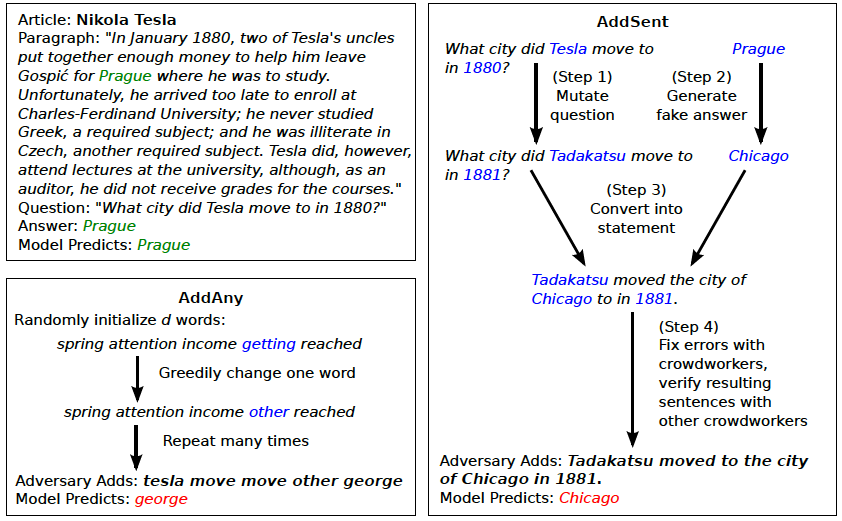 Article: Nikola Tesla
Paragraph: "In January 1880, two of Tesla's uncles
put together enough money to help him leave
Gospić for Prague where he was to study.
Unfortunately, he arrived too late to enroll at
Charles-Ferdinand University; he never studied
Greek, a required subject; and he was illiterate in
Czech, another required subject. Tesla did, however,
attend lectures at the university, although, as an
auditor, he did not receive grades for the courses."
Question: "What city did Tesla move to in 1880?"
Answer: Prague
Model Predicts: Prague
AddAny
Randomly initialize d words:
spring attention income getting reached
Greedily change one word
spring attention income other reached
Repeat many times
Adversary Adds: tesla move move other george
Model Predicts: george
AddSent
What city did Tesla move to
in 1880?
Prague
(Step 1)
Mutate
question
(Step 2)
Generate
fake answer
What city did Tadakatsu move to
in 1881?
Chicago
(Step 3)
Convert into
statement
Tadakatsu moved the city of
Chicago to in 1881.
(Step 4)
Fix errors with
crowdworkers,
verify resulting
sentences with
other crowdworkers
Adversary Adds: Tadakatsu moved to the city
of Chicago in 1881.
Model Predicts: Chicago